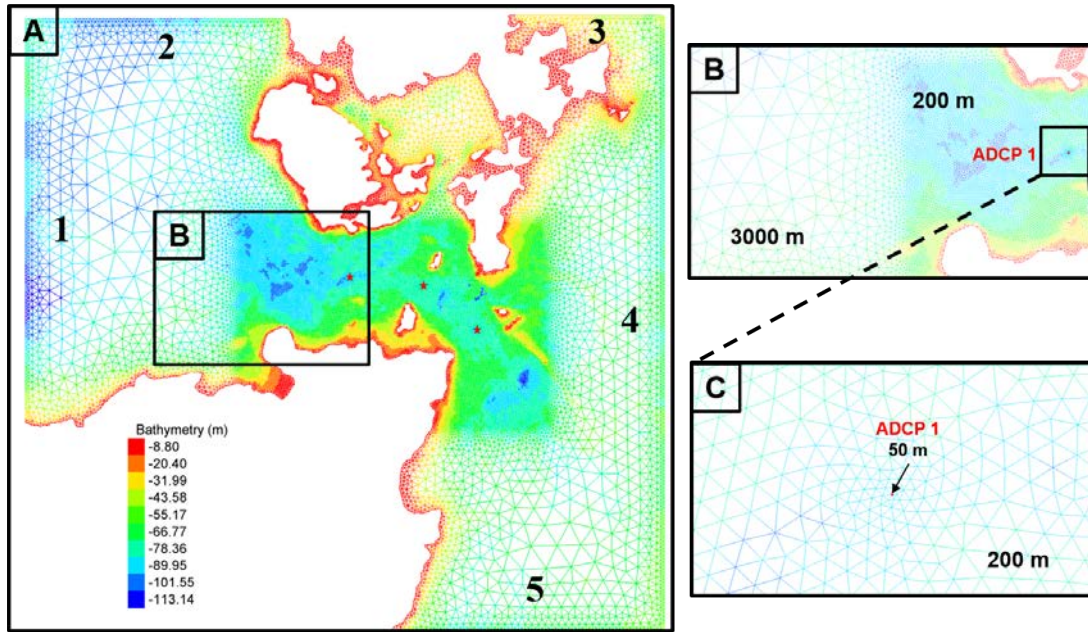 A
2
3
1
B
4
5
Bathymetry (m)
-8.80
-20.40
-31.99
-43.58
-55.17
-66.77
-78.36
-89.95
-101.55
-113.14
B
200 m
ADCP 1
3000 m
C
ADCP 1
50 m
200 m